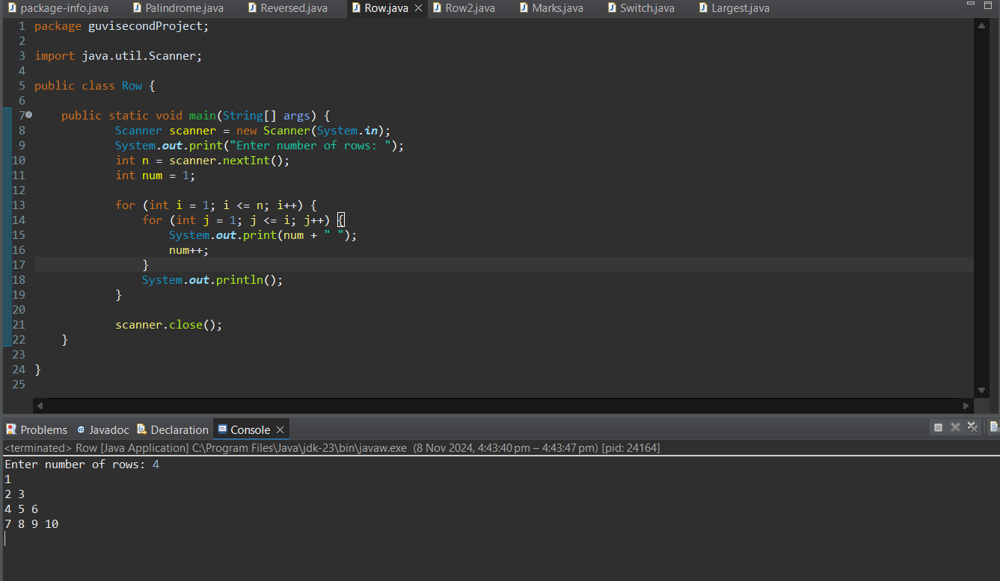 package-info.java Palindrome.java Reversed.java Row.java Row2.java Marks.java Switch.java Largest.java
1 package guvisecondProject;
2
3 import java.util.Scanner;
4
5 public class Row {
6
7     public static void main(String[] args) {
8             Scanner scanner = new Scanner(System.in);
9             System.out.print("Enter number of rows: ");
10             int n = scanner.nextInt();
11             int num = 1;
12
13             for (int i = 1; i <= n; i++) {
14                 for (int j = 1; j <= i; j++) {
15                     System.out.print(num + " ");
16                     num++;
17                 }
18                 System.out.println();
19             }
20
21             scanner.close();
22     }
23
24 }
25
Problems @ Javadoc Declaration Console
<terminated> Row [Java Application] C:\Program Files\Java\jdk-23\bin\javaw.exe (8 Nov 2024, 4:43:40 pm – 4:43:47 pm) [pid: 24164]
Enter number of rows: 4
1
2 3
4 5 6
7 8 9 10